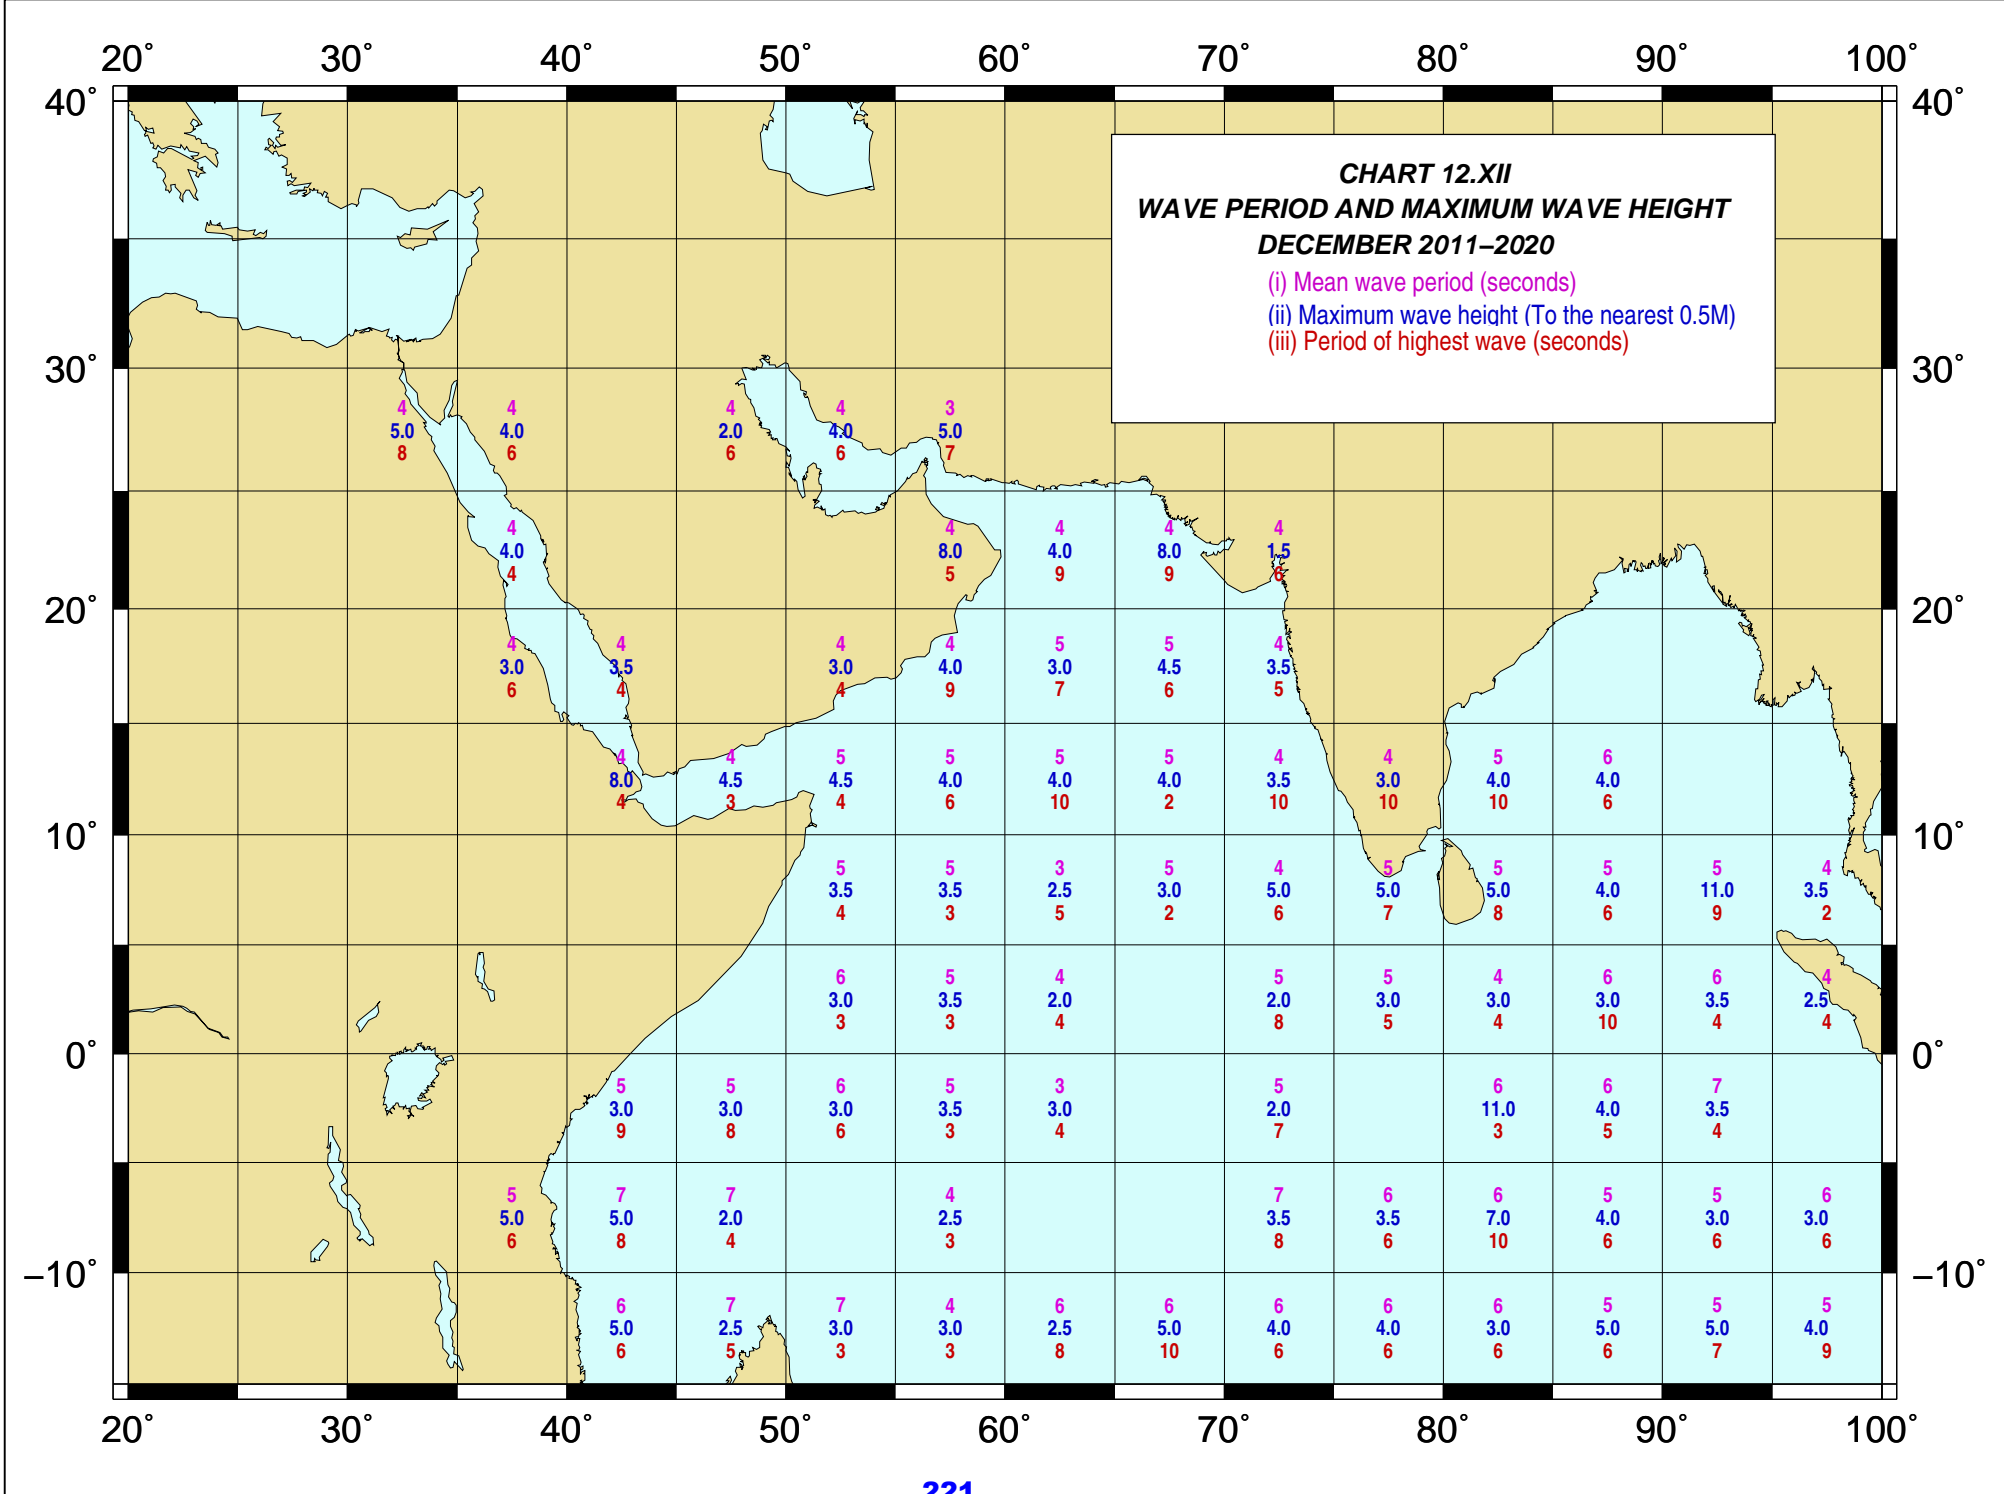 20° 30° 40° 50° 60° 70° 80° 90° 100°
40° 40°
CHART 12.XII
WAVE PERIOD AND MAXIMUM WAVE HEIGHT
DECEMBER 2011–2020
(i) Mean wave period (seconds)
(ii) Maximum wave height (To the nearest 0.5M)
(iii) Period of highest wave (seconds)
30° 30°
4 4 4 4 3
5.0 4.0 2.0 4.0 5.0
8 6 6 6 7
4 4 4 4 4
4.0 8.0 4.0 8.0 1.5
4 5 9 9 6
20° 20°
4 4 4 4 5 5 4
3.0 3.5 3.0 4.0 3.0 4.5 3.5
6 4 4 9 7 6 5
4 4 5 5 5 5 4 4 5 6
8.0 4.5 4.5 4.0 4.0 4.0 3.5 3.0 4.0 4.0
4 3 4 6 10 2 10 10 10 6
10° 10°
5 5 3 5 4 5 5 5 5 4
3.5 3.5 2.5 3.0 5.0 5.0 5.0 4.0 11.0 3.5
4 3 5 2 6 7 8 6 9 2
6 5 4 5 5 4 6 6 4
3.0 3.5 2.0 2.0 3.0 3.0 3.0 3.5 2.5
3 3 4 8 5 4 10 4 4
0° 0°
5 5 6 5 3 5 6 6 7
3.0 3.0 3.0 3.5 3.0 2.0 11.0 4.0 3.5
9 8 6 3 4 7 3 5 4
5 7 7 4 7 6 6 5 5 6
5.0 5.0 2.0 2.5 3.5 3.5 7.0 4.0 3.0 3.0
6 8 4 3 8 6 10 6 6 6
−10° −10°
6 7 7 4 6 6 6 6 6 5 5 5
5.0 2.5 3.0 3.0 2.5 5.0 4.0 4.0 3.0 5.0 5.0 4.0
6 5 3 3 8 10 6 6 6 6 7 9
20° 30° 40° 50° 60° 70° 80° 90° 100°
221